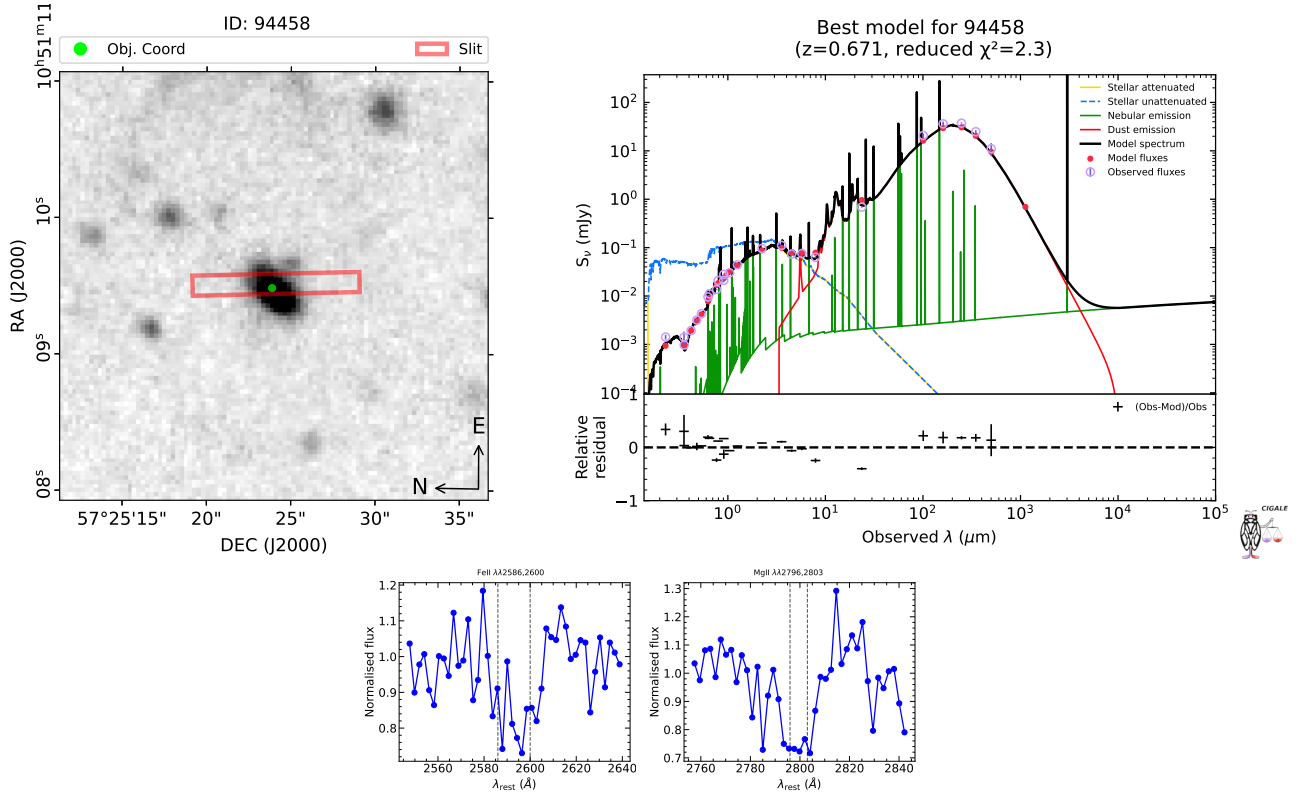 ID: 94458
Obj. Coord
Slit
10ʰ51ᵐ11
10ˢ
09ˢ
08ˢ
RA (J2000)
E
N
57°25'15" 20" 25" 30" 35"
DEC (J2000)
Best model for 94458
(z=0.671, reduced χ²=2.3)
Stellar attenuated
Stellar unattenuated
Nebular emission
Dust emission
Model spectrum
Model fluxes
Observed fluxes
10² 10¹ 10⁰ 10⁻¹ 10⁻² 10⁻³ 10⁻⁴
Sᵥ (mJy)
(Obs-Mod)/Obs
1 0 −1
Relative
residual
10⁰ 10¹ 10² 10³ 10⁴ 10⁵
Observed λ (μm)
CIGALE
FeII λλ2586,2600
1.2 1.1 1.0 0.9 0.8
Normalised flux
2560 2580 2600 2620 2640
λrest (Å)
MgII λλ2796,2803
1.3 1.2 1.1 1.0 0.9 0.8 0.7
Normalised flux
2760 2780 2800 2820 2840
λrest (Å)